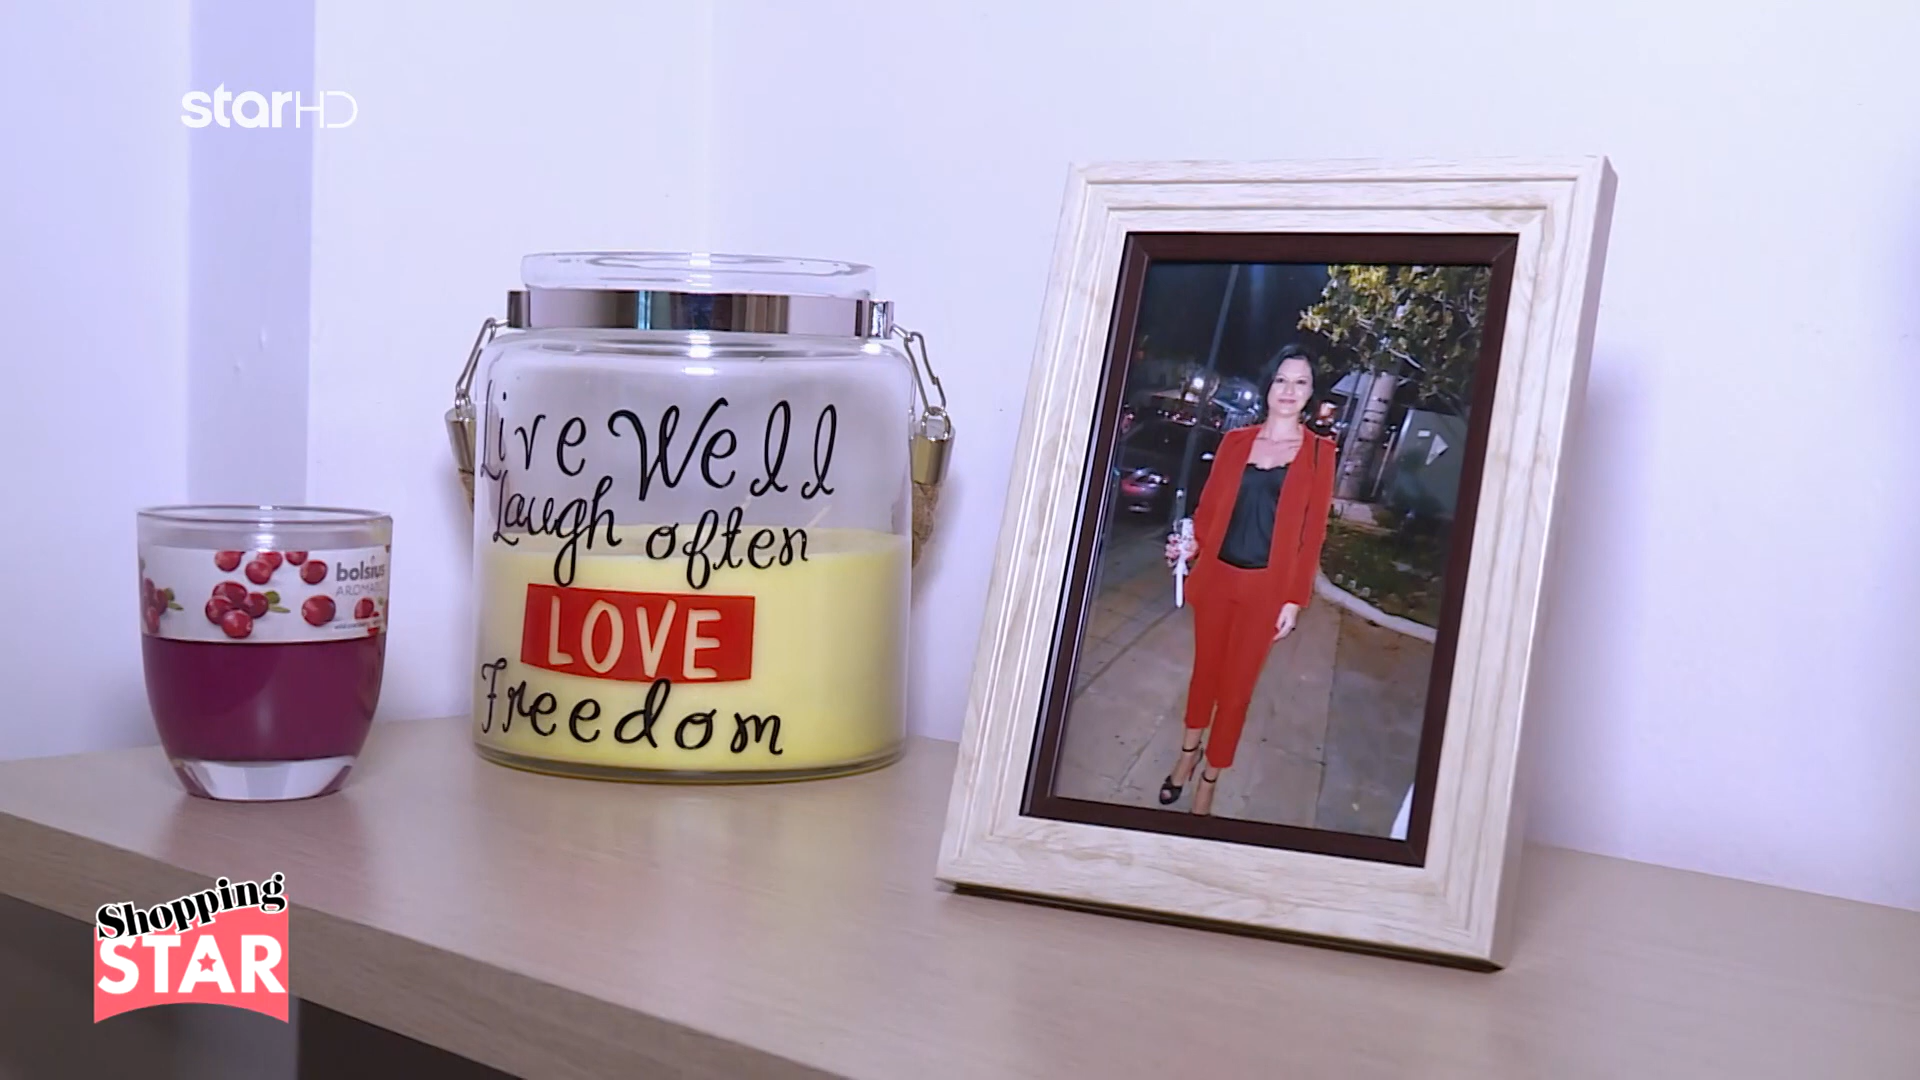 starHD
Live Well
Laugh often
LOVE
Freedom
bolsius
AROMATIC
Shopping
STAR